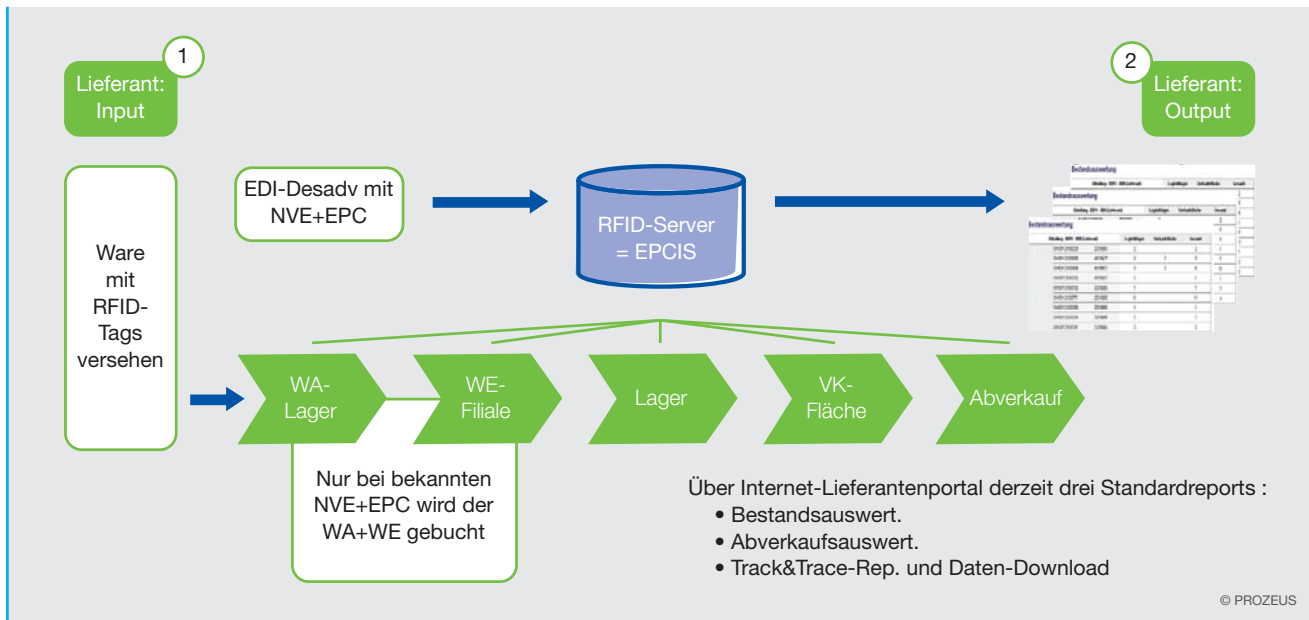 1
Lieferant:
Input
2
Lieferant:
Output
Ware
mit
RFID-
Tags
versehen
EDI-Desadv mit
NVE+EPC
RFID-Server
= EPCIS
Bestandsauswertung
Bestandsauswertung
Bestandsauswertung
WA-
Lager
WE-
Filiale
Lager
VK-
Fläche
Abverkauf
Nur bei bekannten
NVE+EPC wird der
WA+WE gebucht
Über Internet-Lieferantenportal derzeit drei Standardreports :
• Bestandsauswert.
• Abverkaufsauswert.
• Track&Trace-Rep. und Daten-Download
© PROZEUS